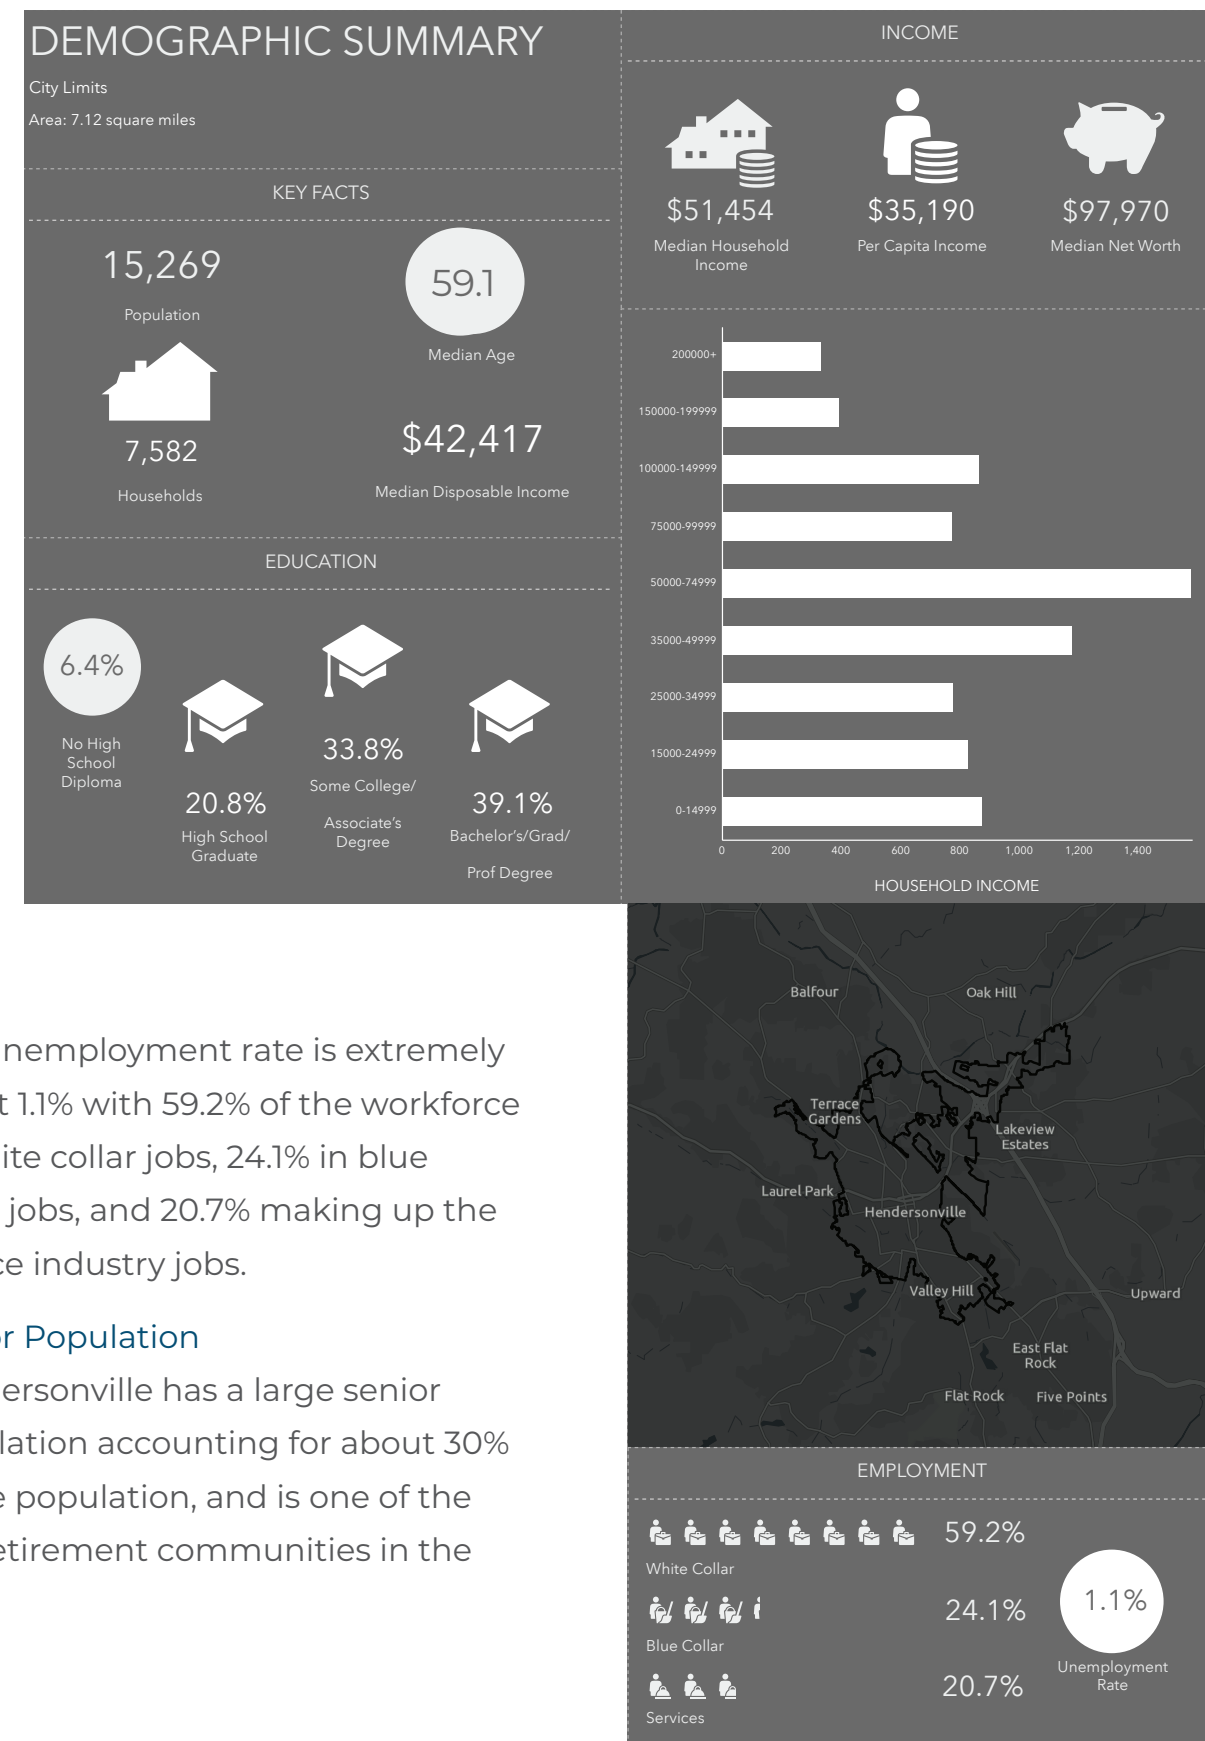 DEMOGRAPHIC SUMMARY
City Limits
Area: 7.12 square miles
KEY FACTS
15,269
Population
59.1
Median Age
7,582
Households
$42,417
Median Disposable Income
EDUCATION
6.4%
No High
School
Diploma
20.8%
High School
Graduate
33.8%
Some College/
Associate's
Degree
39.1%
Bachelor's/Grad/
Prof Degree
INCOME
$51,454
Median Household
Income
$35,190
Per Capita Income
$97,970
Median Net Worth
200000+
150000-199999
100000-149999
75000-99999
50000-74999
35000-49999
25000-34999
15000-24999
0-14999
0 200 400 600 800 1,000 1,200 1,400
HOUSEHOLD INCOME
nemployment rate is extremely
t 1.1% with 59.2% of the workforce
ite collar jobs, 24.1% in blue
jobs, and 20.7% making up the
ce industry jobs.
or Population
ersonville has a large senior
lation accounting for about 30%
e population, and is one of the
etirement communities in the
Balfour
Oak Hill
Terrace
Gardens
Lakeview
Estates
Laurel Park
Hendersonville
Valley Hill
Upward
East Flat
Rock
Flat Rock
Five Points
EMPLOYMENT
59.2%
White Collar
24.1%
Blue Collar
20.7%
Services
1.1%
Unemployment
Rate